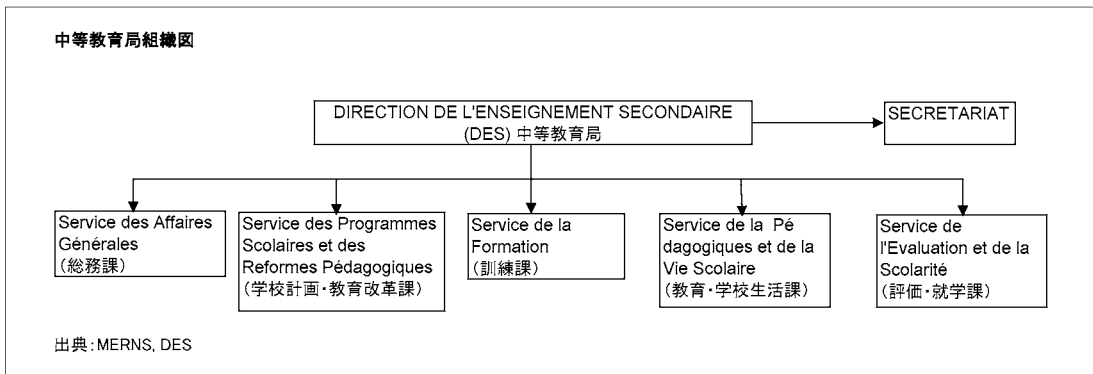 中等教育局組織図
DIRECTION DE L'ENSEIGNEMENT SECONDAIRE
(DES) 中等教育局
SECRETARIAT
Service des Affaires
Générales
(総務課)
Service des Programmes
Scolaires et des
Reformes Pédagogiques
(学校計画・教育改革課)
Service de la
Formation
(訓練課)
Service de la Pé
dagogiques et de la
Vie Scolaire
(教育・学校生活課)
Service de
l'Evaluation et de la
Scolarité
(評価・就学課)
出典:MERNS, DES